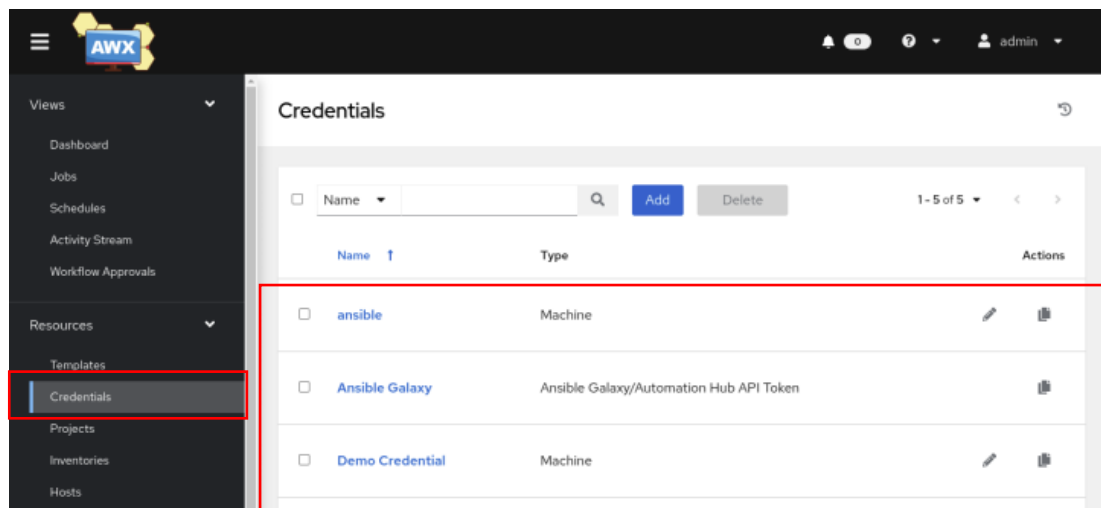 AWX
0
admin
Views
Dashboard
Jobs
Schedules
Activity Stream
Workflow Approvals
Resources
Templates
Credentials
Projects
Inventories
Hosts
Credentials
Name
Add
Delete
1 - 5 of 5
Name Type Actions
ansible Machine
Ansible Galaxy Ansible Galaxy/Automation Hub API Token
Demo Credential Machine